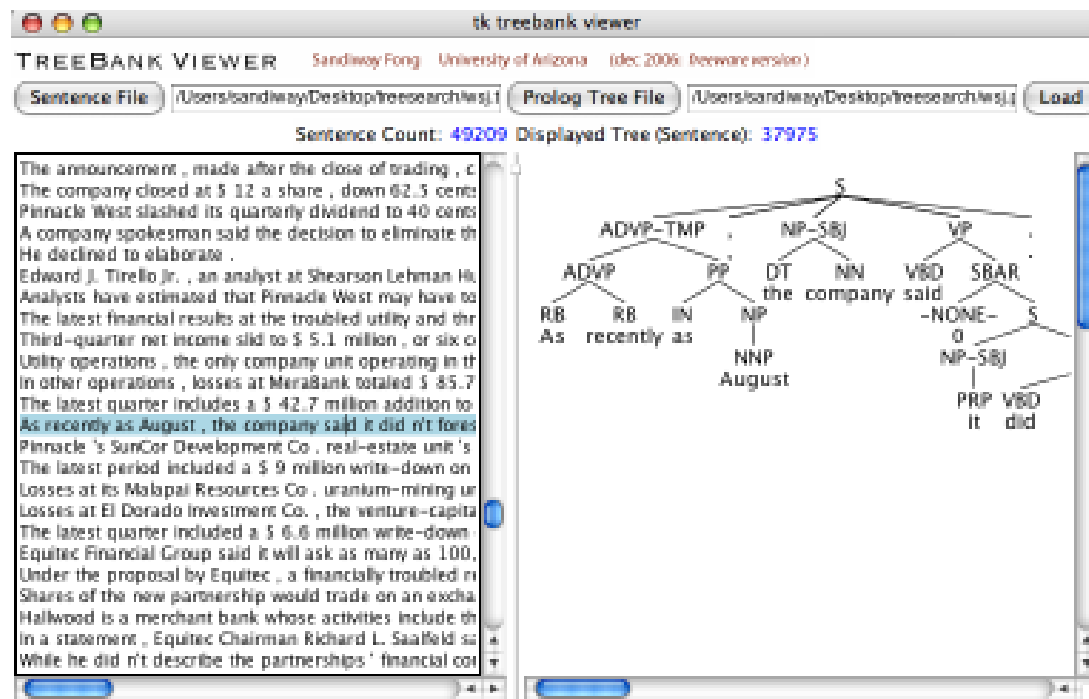 tk treebank viewer
TREEBANK VIEWER Sandiway Fong University of Arizona (dec 2006: freeware version)
Sentence File /Users/sandiway/Desktop/treesearch/wsj.t Prolog Tree File /Users/sandiway/Desktop/treesearch/wsj.p Load
Sentence Count: 49209 Displayed Tree (Sentence): 37975
The announcement , made after the close of trading , c
The company closed at $ 12 a share , down 62.5 cents
Pinnacle West slashed its quarterly dividend to 40 cents
A company spokesman said the decision to eliminate th
He declined to elaborate .
Edward J. Tirello Jr. , an analyst at Shearson Lehman Hu
Analysts have estimated that Pinnacle West may have to
The latest financial results at the troubled utility and thr
Third-quarter net income slid to $ 5.1 million , or six c
Utility operations , the only company unit operating in th
In other operations , losses at MeraBank totaled $ 85.7
The latest quarter includes a $ 42.7 million addition to
As recently as August , the company said it did n't fores
Pinnacle 's SunCor Development Co . real-estate unit 's
The latest period included a $ 9 million write-down on
Losses at its Malapai Resources Co . uranium-mining un
Losses at El Dorado Investment Co. , the venture-capita
The latest quarter included a $ 6.6 million write-down
Equitec Financial Group said it will ask as many as 100,
Under the proposal by Equitec , a financially troubled re
Shares of the new partnership would trade on an excha
Hallwood is a merchant bank whose activities include th
In a statement , Equitec Chairman Richard L. Saalfeld sa
While he did n't describe the partnerships ' financial con
S
ADVP-TMP , NP-SBJ VP .
ADVP PP DT NN VBD SBAR
, the company said .
RB RB IN NP -NONE- S
As recently as 0
NNP NP-SBJ
August
PRP VBD
it did